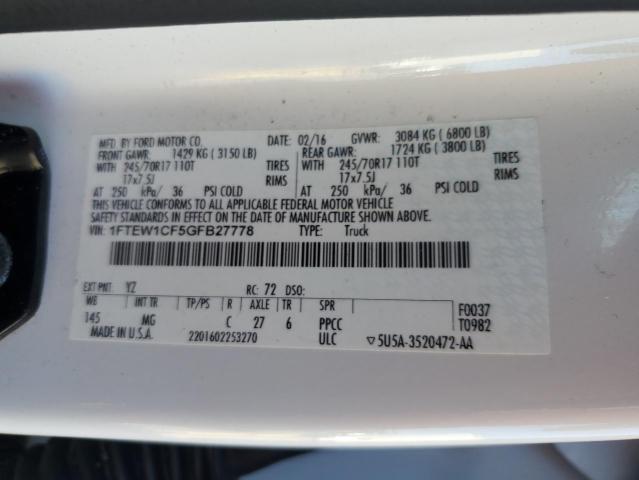 MFD. BY FORD MOTOR CO. DATE: 02/16 GVWR: 3084 KG ( 6800 LB)
FRONT GAWR: 1429 KG ( 3150 LB) REAR GAWR: 1724 KG ( 3800 LB)
WITH 245/70R17 110T TIRES WITH 245/70R17 110T TIRES
17x7.5J RIMS 17x7.5J RIMS
AT 250 kPa/ 36 PSI COLD AT 250 kPa/ 36 PSI COLD
THIS VEHICLE CONFORMS TO ALL APPLICABLE FEDERAL MOTOR VEHICLE
SAFETY STANDARDS IN EFFECT ON THE DATE OF MANUFACTURE SHOWN ABOVE.
VIN: 1FTEW1CF5GFB27778 TYPE: Truck
EXT PNT: YZ RC: 72 DSO:
WB INT TR TP/PS R AXLE TR SPR F0037
145 MG C 27 6 PPCC T0982
MADE IN U.S.A. 2201602253270 ULC ▽5U5A-3520472-AA